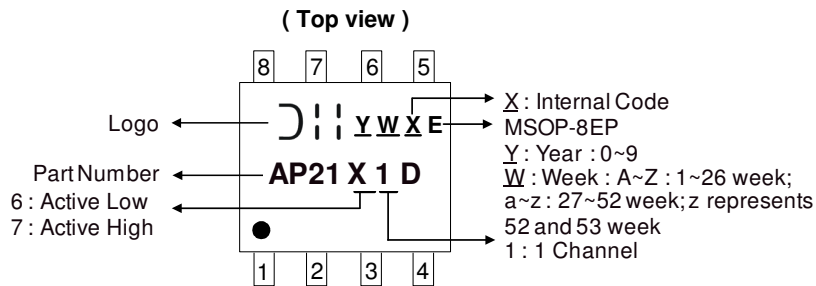 ( Top view )
8 7 6 5
Logo
Y W X E
X : Internal Code
MSOP-8EP
Y : Year : 0~9
W : Week : A~Z : 1~26 week;
a~z : 27~52 week; z represents
52 and 53 week
1 : 1 Channel
Part Number
AP21 X 1 D
6 : Active Low
7 : Active High
1 2 3 4